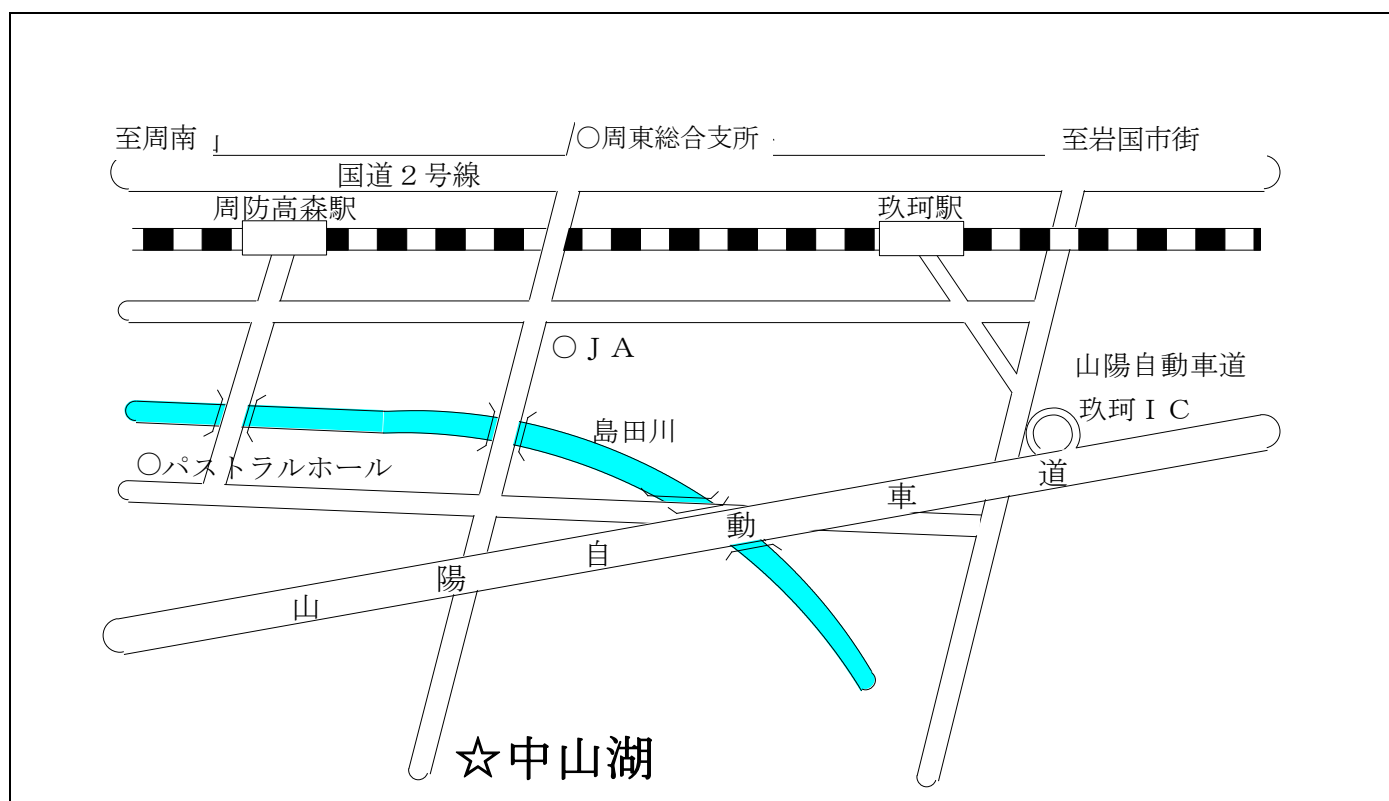 至周南
○周東総合支所
至岩国市街
国道２号線
周防高森駅
玖珂駅
○ＪＡ
山陽自動車道
玖珂ＩＣ
島田川
○パストラルホール
山陽自動車道
☆中山湖